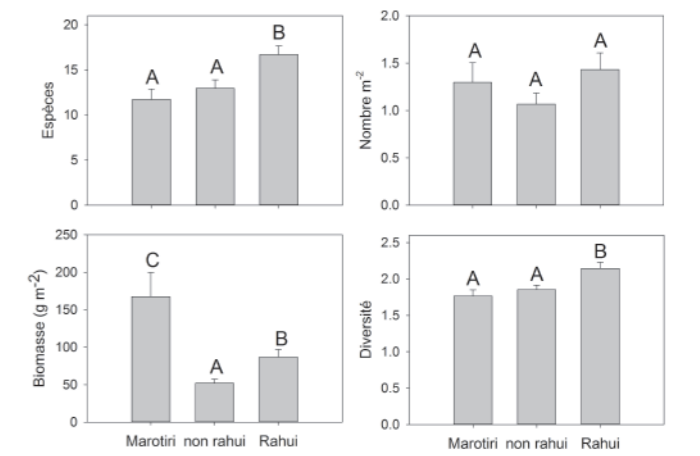 Espèces
20
15
10
5
0
A
A
B
Nombre m-2
2.0
1.5
1.0
0.5
0.0
A
A
A
Biomasse (g m-2)
250
200
150
100
50
0
C
A
B
Marotiri non rahui Rahui
Diversité
2.5
2.0
1.5
1.0
0.5
0.0
A
A
B
Marotiri non rahui Rahui